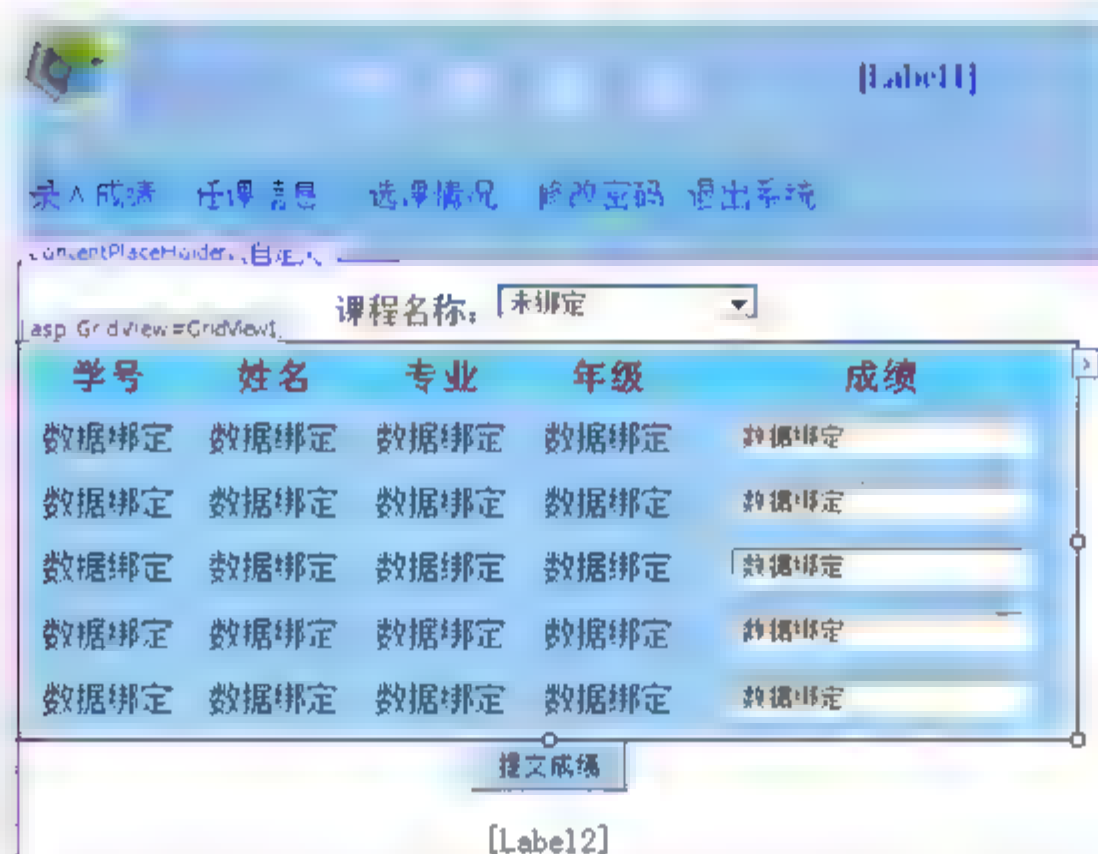 [Label1]
录入成绩 任课信息 选课情况 修改密码 退出系统
ContentPlaceHolder1 (自定义)
课程名称: 未绑定
asp:GridView#GridView1
学号 姓名 专业 年级 成绩
数据绑定 数据绑定 数据绑定 数据绑定 数据绑定
数据绑定 数据绑定 数据绑定 数据绑定 数据绑定
数据绑定 数据绑定 数据绑定 数据绑定 数据绑定
数据绑定 数据绑定 数据绑定 数据绑定 数据绑定
数据绑定 数据绑定 数据绑定 数据绑定 数据绑定
提交成绩
[Label2]